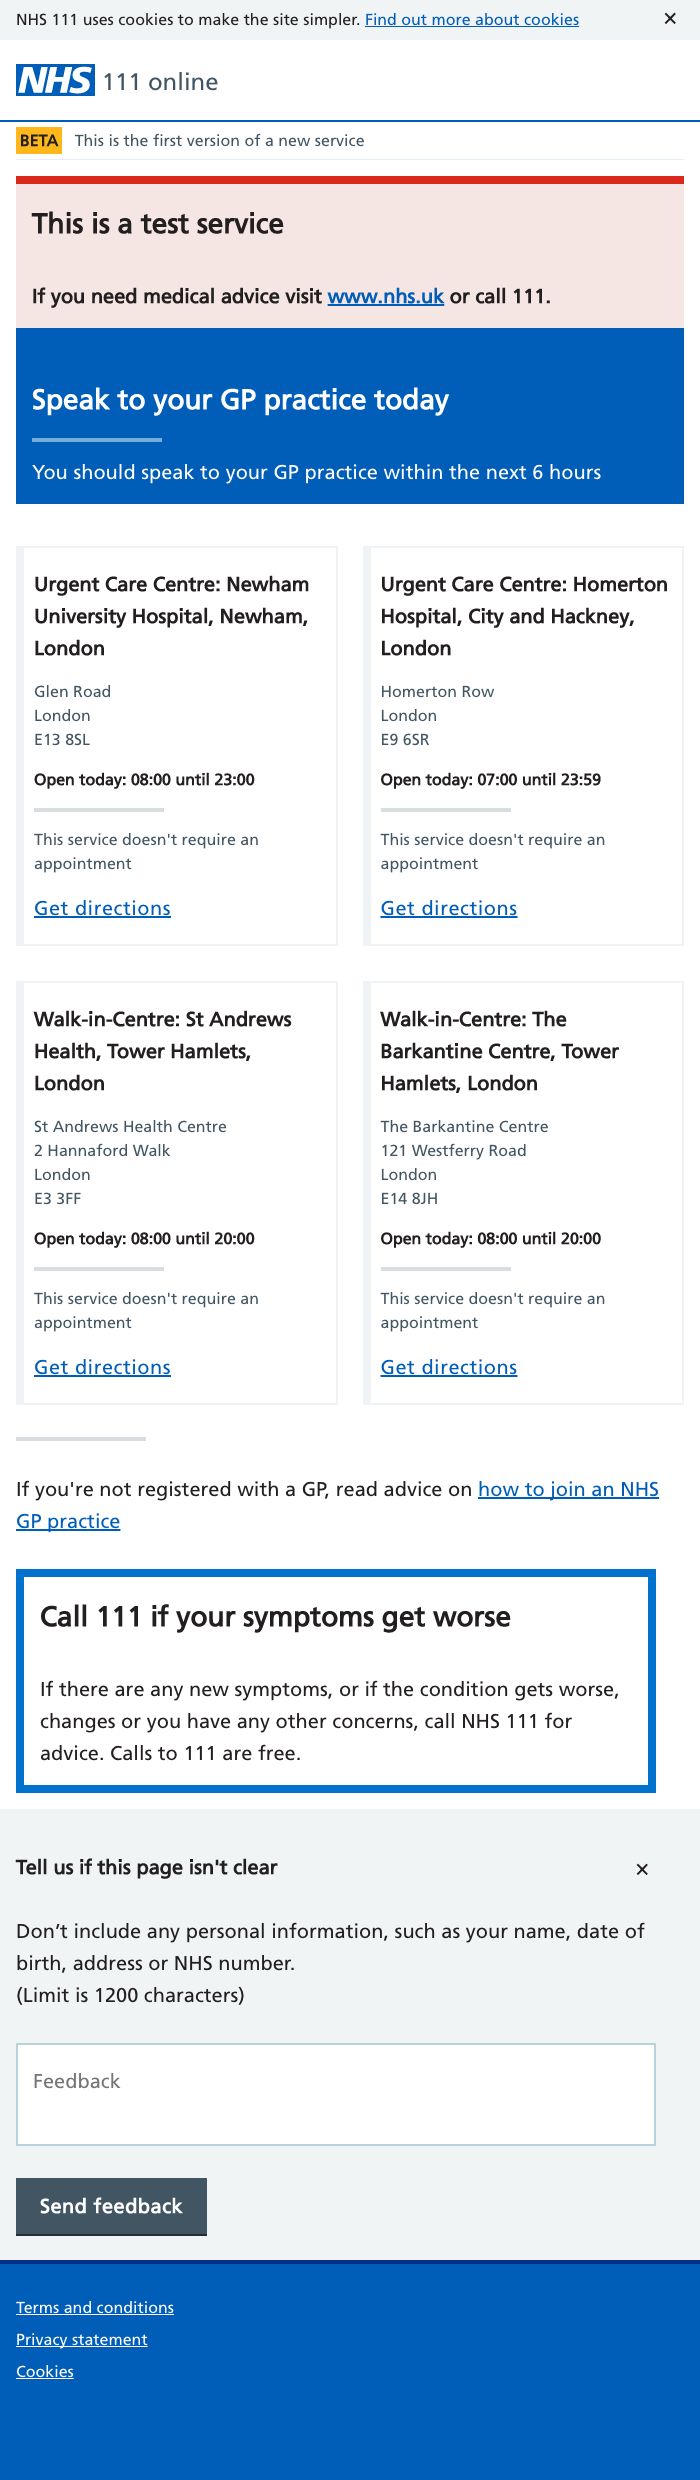 NHS 111 uses cookies to make the site simpler. Find out more about cookies ✕
NHS 111 online
BETA This is the first version of a new service
This is a test service
If you need medical advice visit www.nhs.uk or call 111.
Speak to your GP practice today
You should speak to your GP practice within the next 6 hours
Urgent Care Centre: Newham
University Hospital, Newham,
London
Glen Road
London
E13 8SL
Open today: 08:00 until 23:00
This service doesn't require an
appointment
Get directions
Urgent Care Centre: Homerton
Hospital, City and Hackney,
London
Homerton Row
London
E9 6SR
Open today: 07:00 until 23:59
This service doesn't require an
appointment
Get directions
Walk-in-Centre: St Andrews
Health, Tower Hamlets,
London
St Andrews Health Centre
2 Hannaford Walk
London
E3 3FF
Open today: 08:00 until 20:00
This service doesn't require an
appointment
Get directions
Walk-in-Centre: The
Barkantine Centre, Tower
Hamlets, London
The Barkantine Centre
121 Westferry Road
London
E14 8JH
Open today: 08:00 until 20:00
This service doesn't require an
appointment
Get directions
If you're not registered with a GP, read advice on how to join an NHS
GP practice
Call 111 if your symptoms get worse
If there are any new symptoms, or if the condition gets worse,
changes or you have any other concerns, call NHS 111 for
advice. Calls to 111 are free.
Tell us if this page isn't clear ✕
Don’t include any personal information, such as your name, date of
birth, address or NHS number.
(Limit is 1200 characters)
Feedback
Send feedback
Terms and conditions
Privacy statement
Cookies